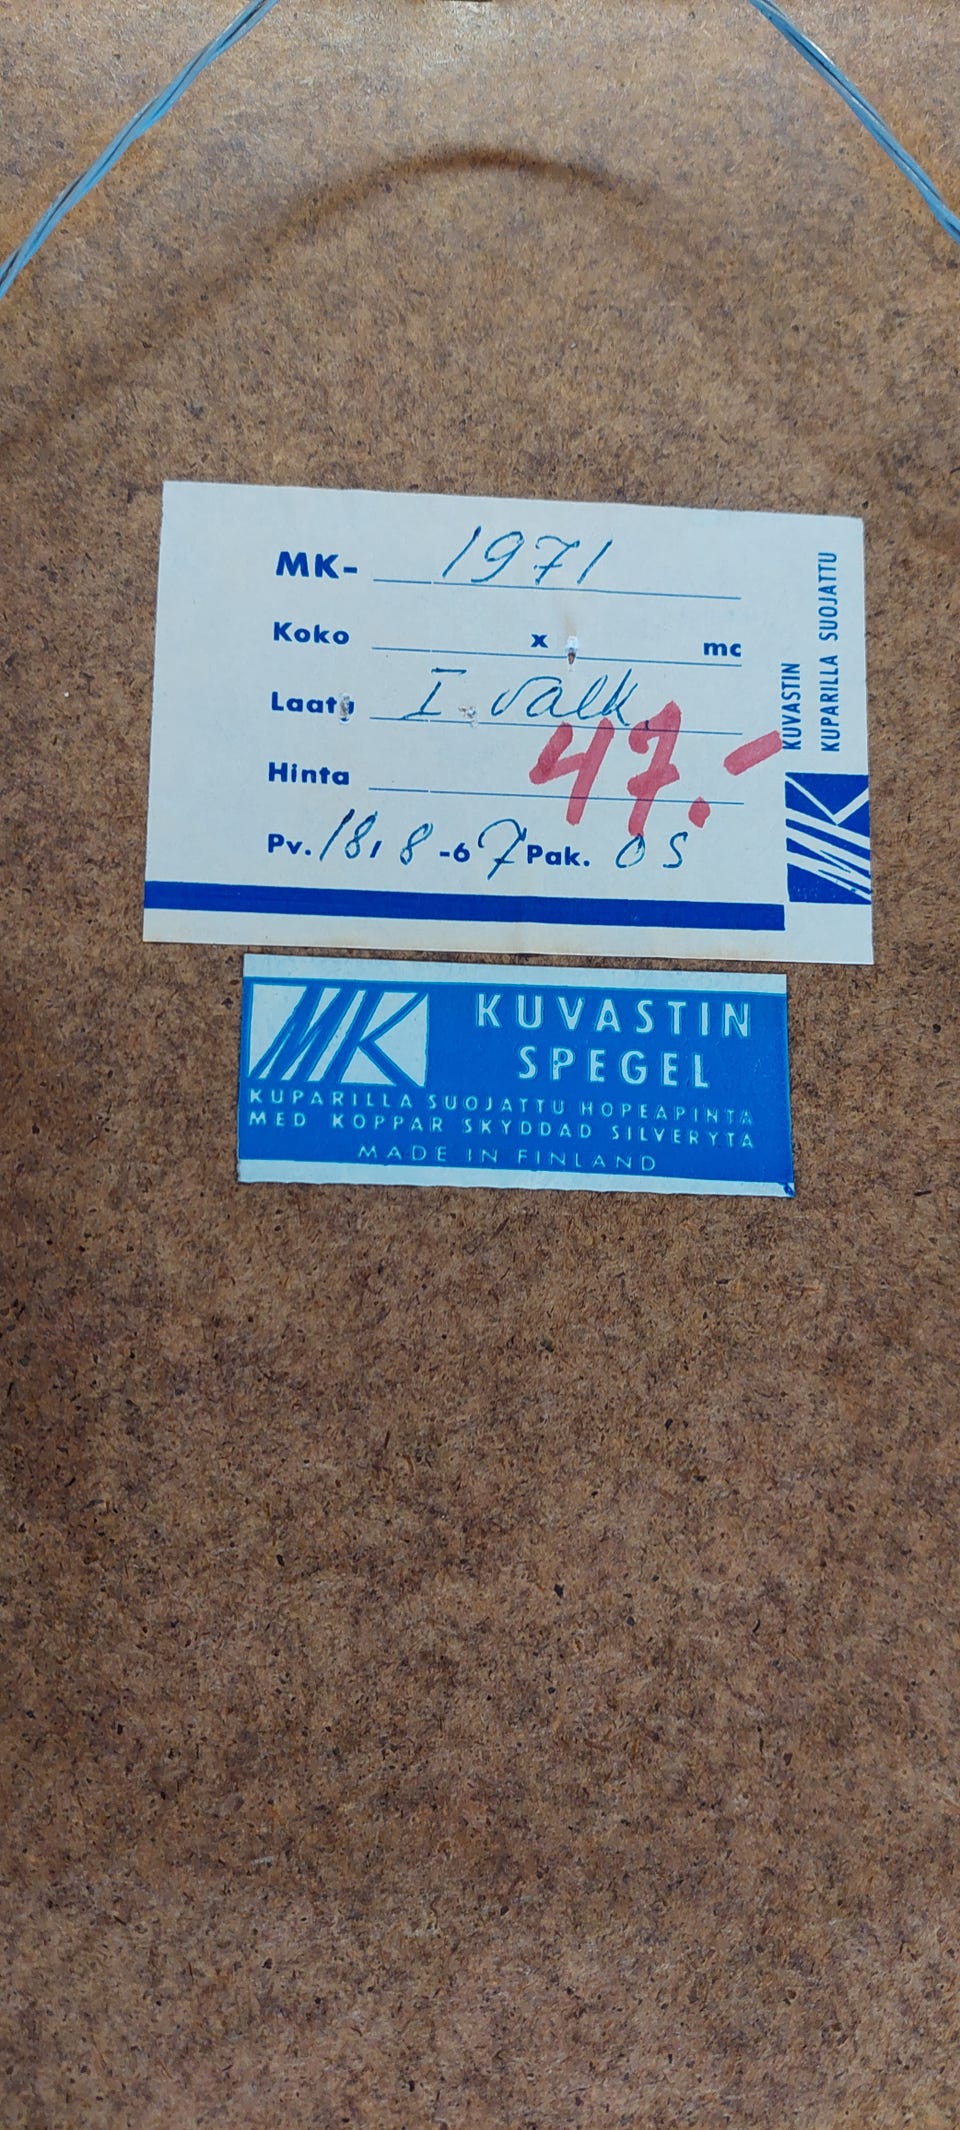 MK- 1971
Koko x mc
Laatu I valk.
Hinta 47.-
Pv. 18. 8 -67 Pak. OS
KUVASTIN
KUPARILLA SUOJATTU
MK
MK KUVASTIN
SPEGEL
KUPARILLA SUOJATTU HOPEAPINTA
MED KOPPAR SKYDDAD SILVERYTA
MADE IN FINLAND